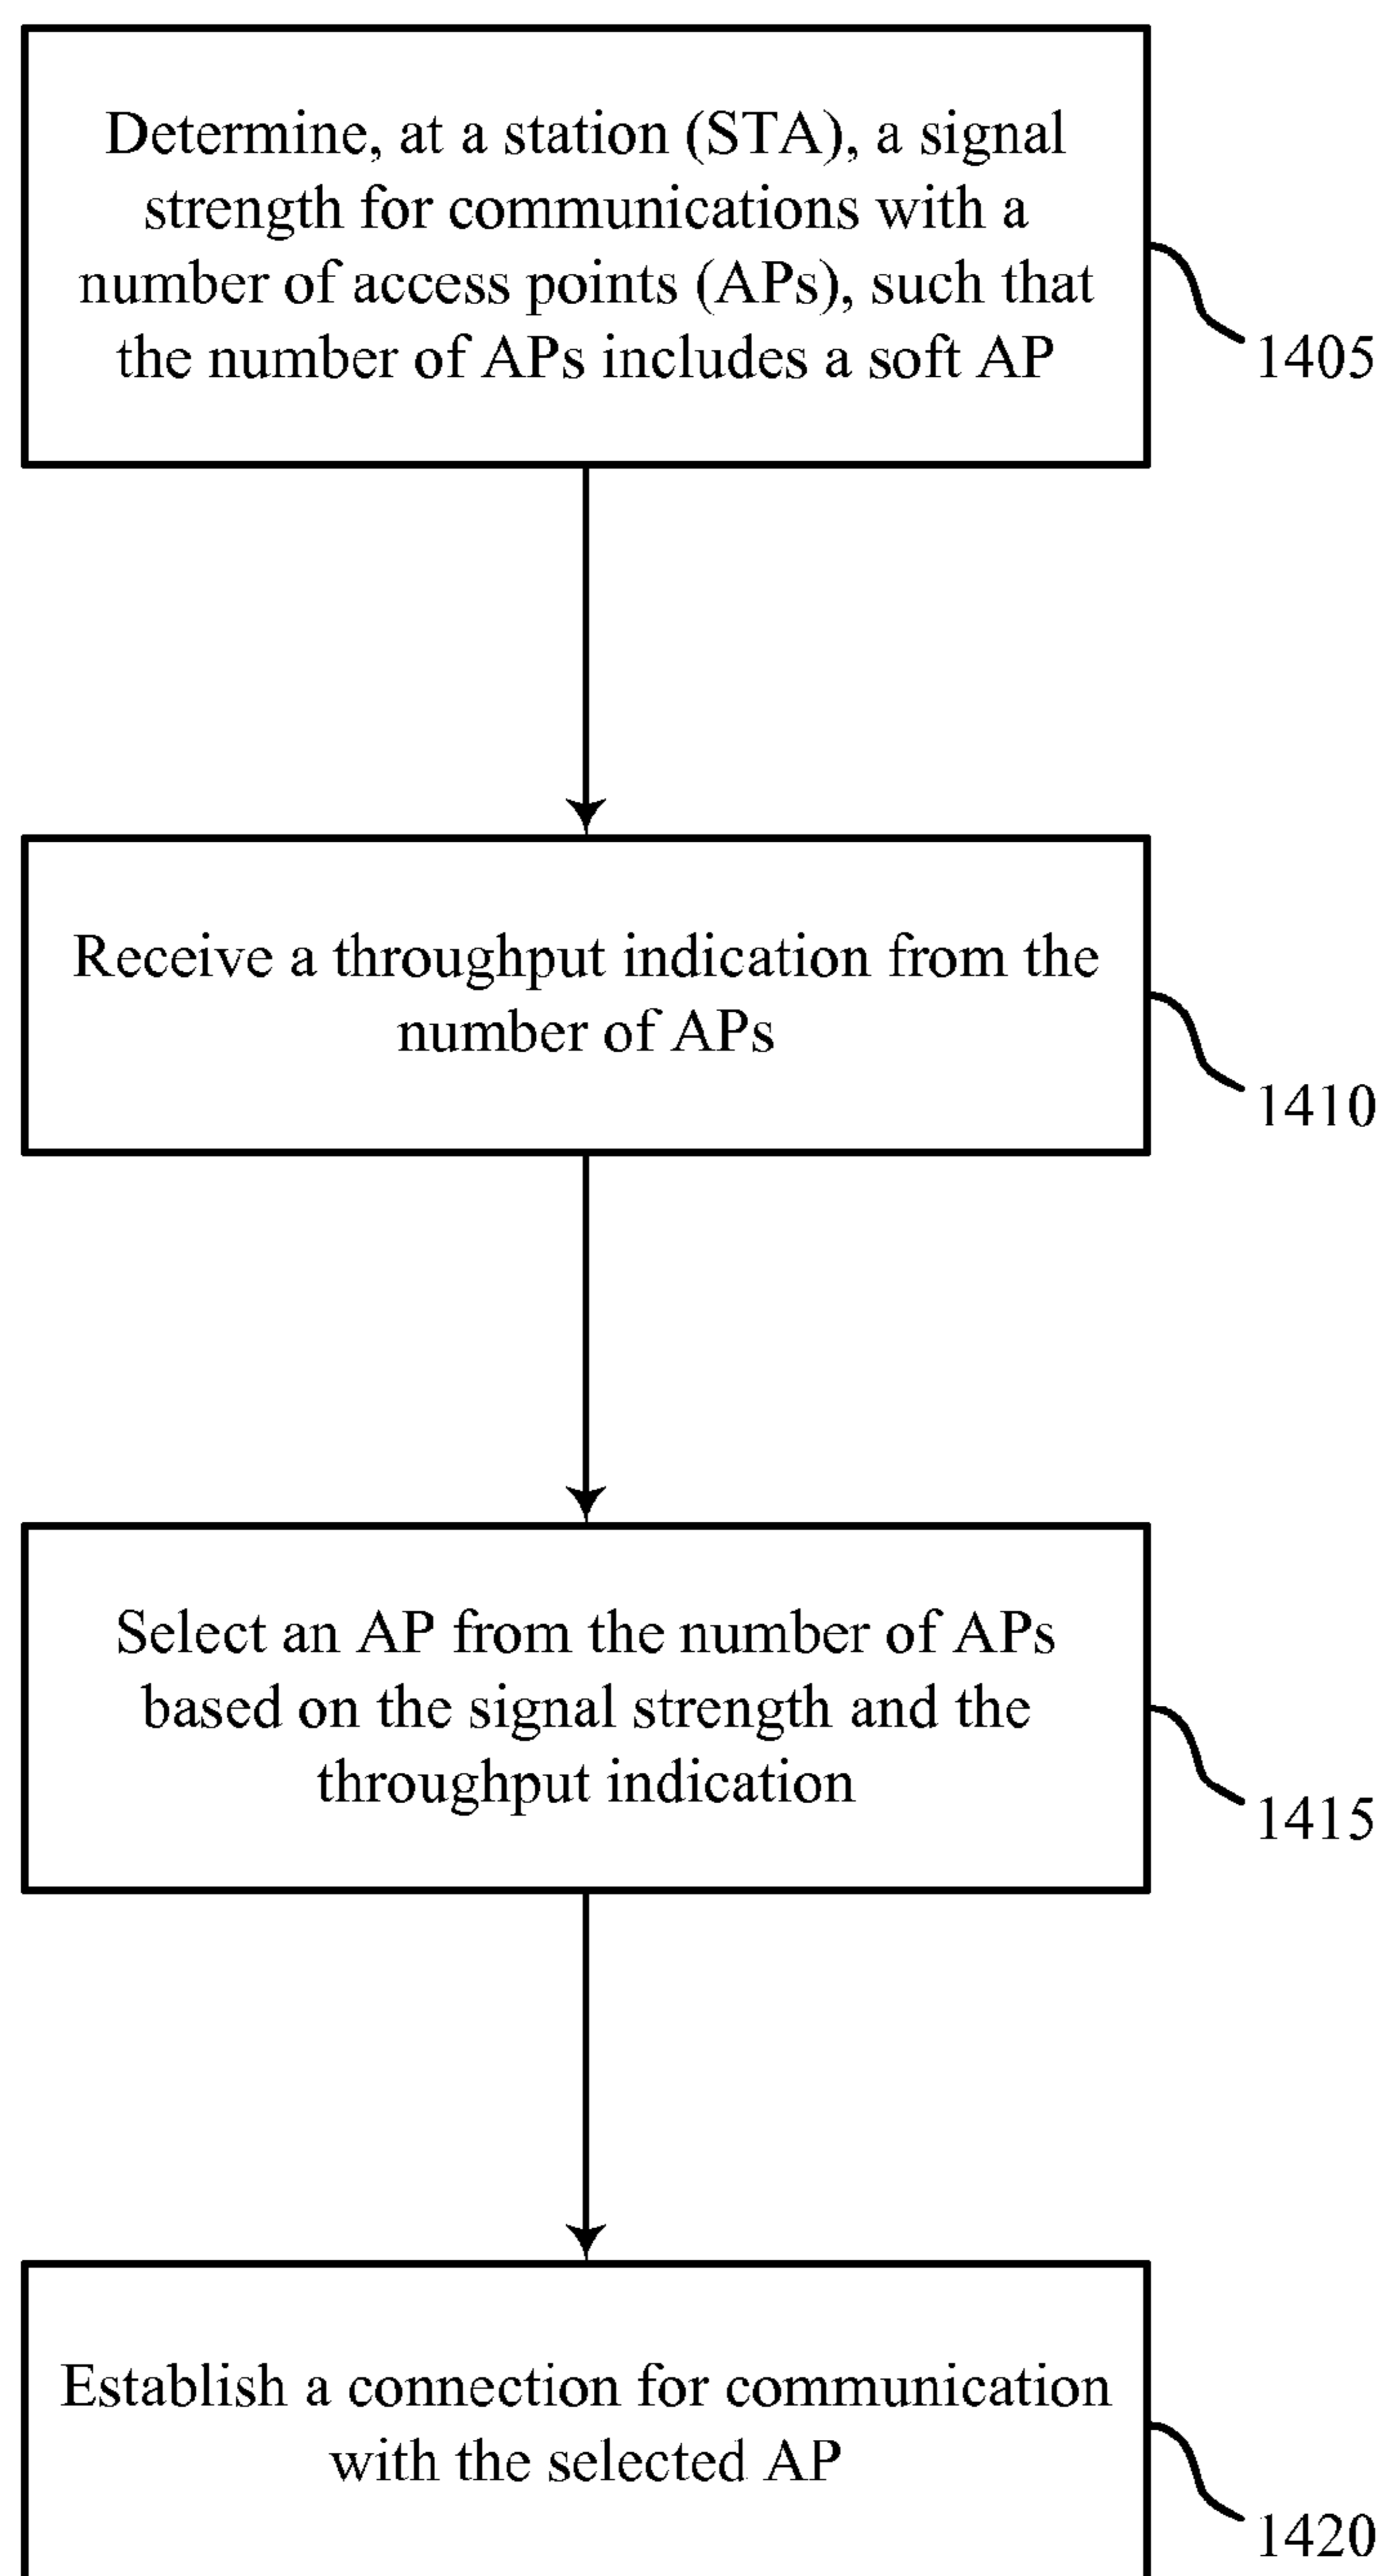 Determine, at a station (STA), a signal
strength for communications with a
number of access points (APs), such that
the number of APs includes a soft AP
1405
Receive a throughput indication from the
number of APs
1410
Select an AP from the number of APs
based on the signal strength and the
throughput indication
1415
Establish a connection for communication
with the selected AP
1420